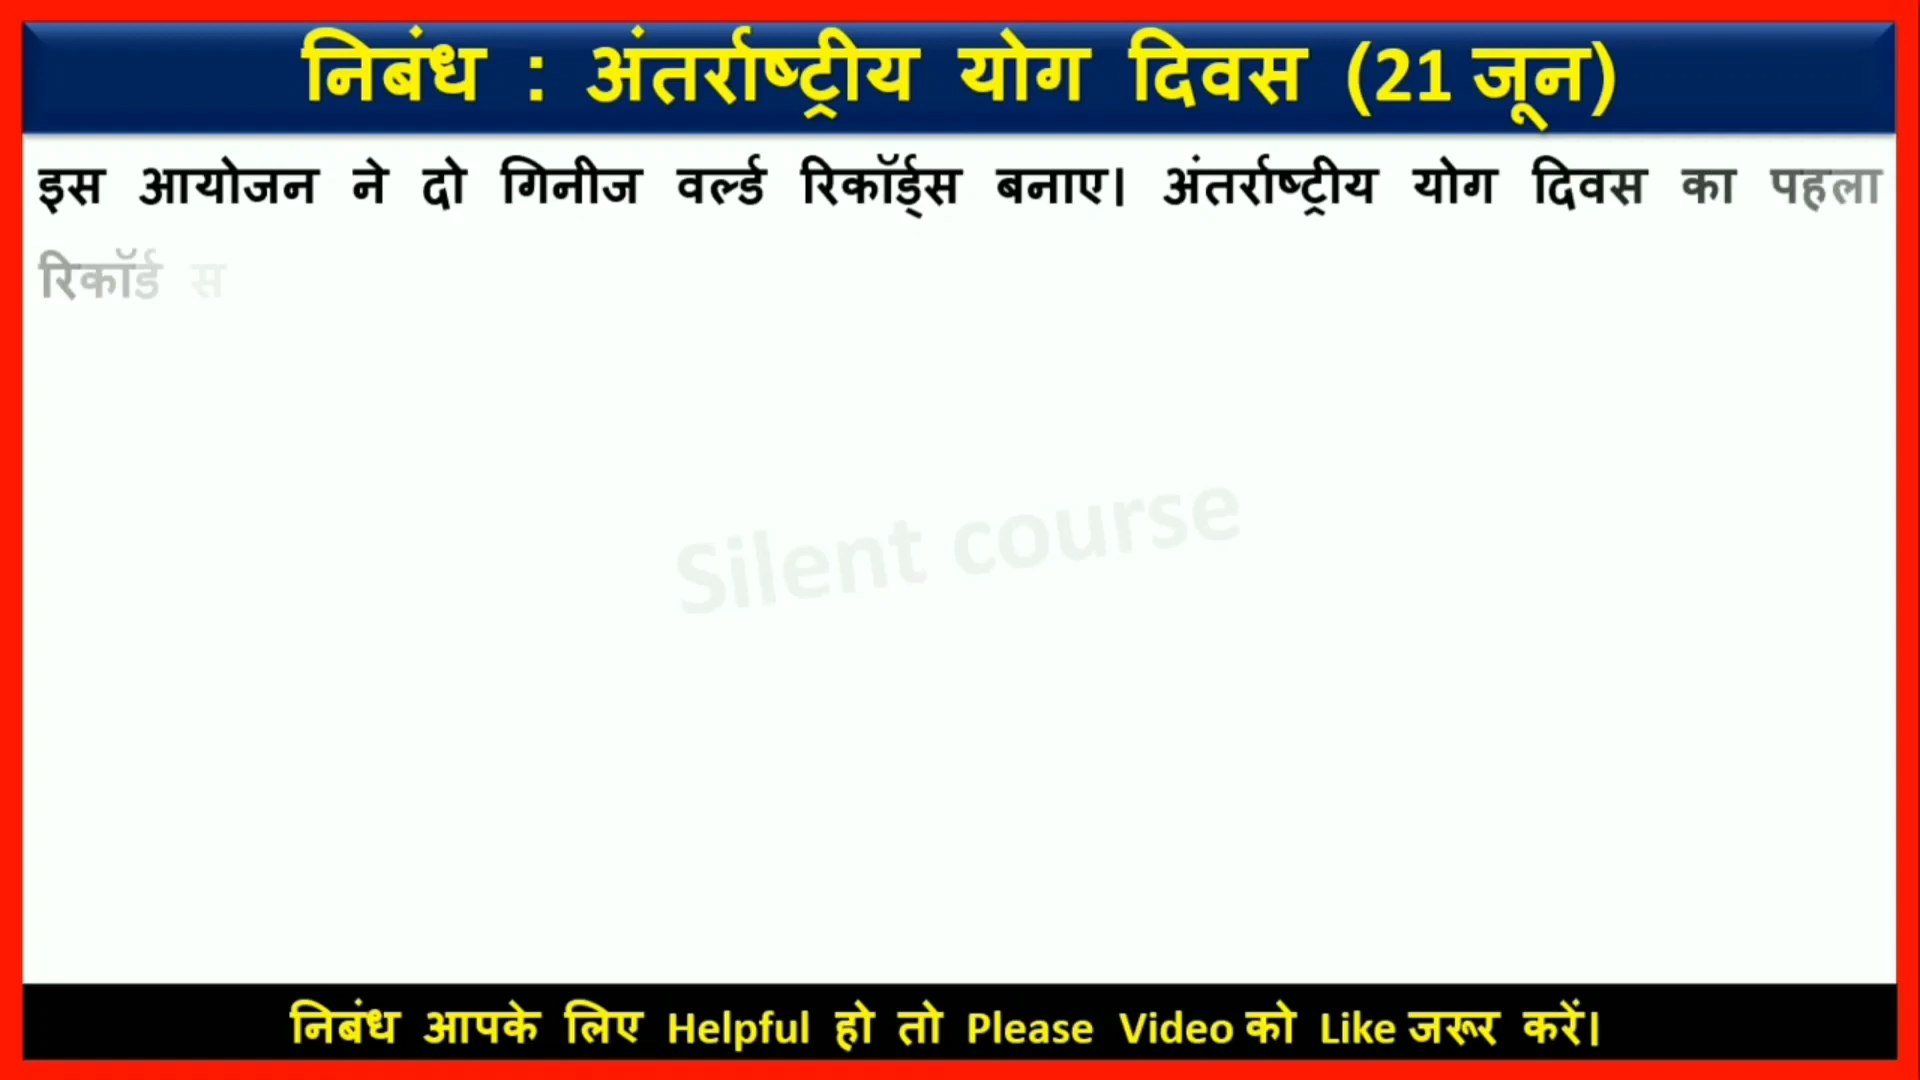 निबंध : अंतर्राष्ट्रीय योग दिवस (21 जून)
इस आयोजन ने दो गिनीज वर्ल्ड रिकॉर्ड्स बनाए। अंतर्राष्ट्रीय योग दिवस का पहला
रिकॉर्ड स
Silent course
निबंध आपके लिए Helpful हो तो Please Video को Like जरूर करें।